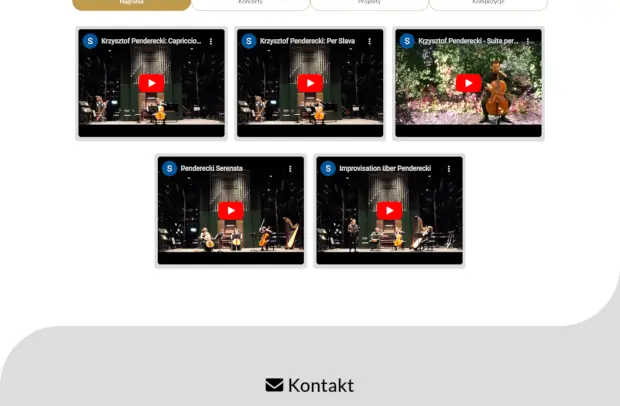 Nagrania
Koncerty
Projekty
Kompozycje
S Krzysztof Penderecki: Capriccio...
S Krzysztof Penderecki: Per Slava
S Krzysztof Penderecki - Suita per...
S Penderecki Serenata
S Improvisation über Penderecki
Kontakt